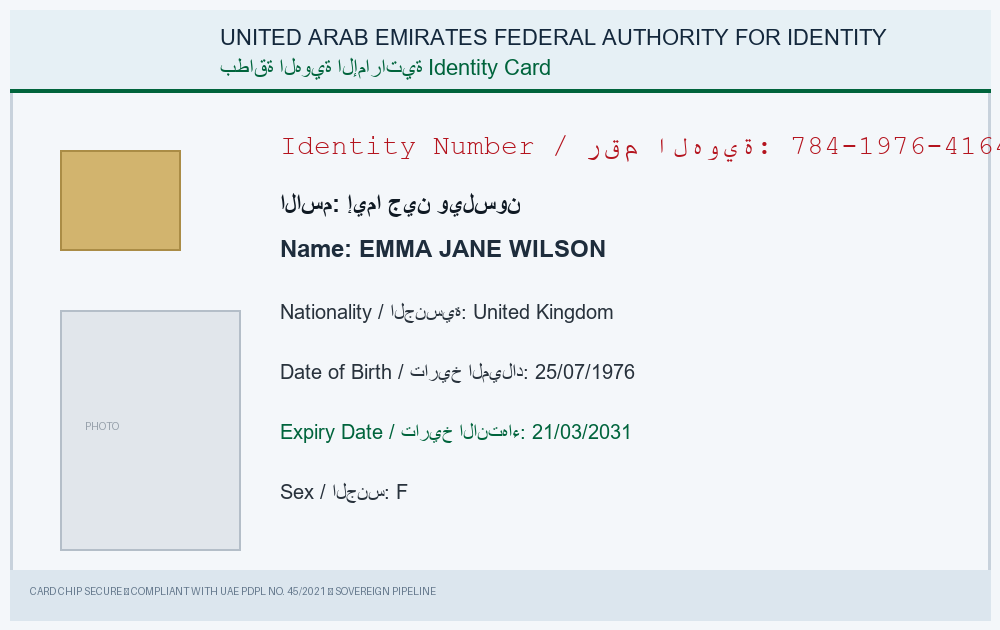 UNITED ARAB EMIRATES FEDERAL AUTHORITY FOR IDENTITY
بطاقة الهوية الإماراتية Identity Card
Identity Number / رقم الهوية: 784-1976-4164
الاسم: إيما جين ويلسون
Name: EMMA JANE WILSON
Nationality / الجنسية: United Kingdom
Date of Birth / تاريخ الميلاد: 25/07/1976
Expiry Date / تاريخ الانتهاء: 21/03/2031
Sex / الجنس: F
PHOTO
CARD CHIP SECURE COMPLIANT WITH UAE PDPL NO. 45/2021 SOVEREIGN PIPELINE